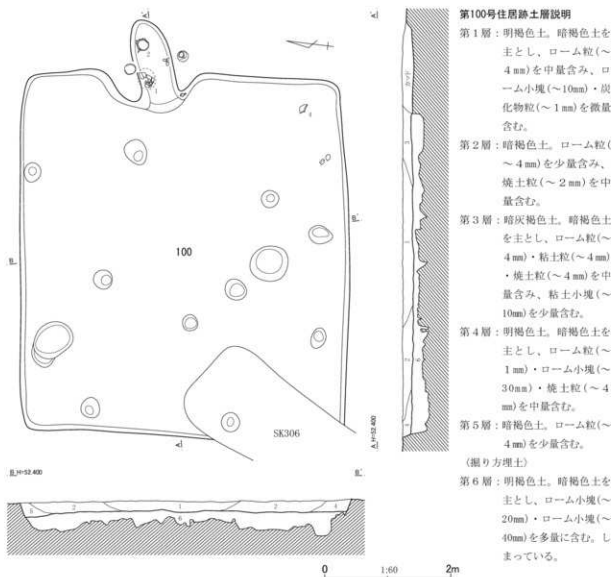 第100号住居跡土層説明
第1層：明褐色土。暗褐色土を
主とし、ローム粒(～
4㎜)を中量含み、ロ
ーム小塊(～10㎜)・炭
化物粒(～1㎜)を微量
含む。
第2層：暗褐色土。ローム粒(
～4㎜)を少量含み、
焼土粒(～2㎜)を中
量含む。
第3層：暗灰褐色土。暗褐色土
を主とし、ローム粒(～
4㎜)・粘土粒(～4㎜)
・焼土粒(～4㎜)を中
量含み、粘土小塊(～
10㎜)を少量含む。
第4層：明褐色土。暗褐色土を
主とし、ローム粒(～
1㎜)・ローム小塊(～
30㎜)・焼土粒(～4
㎜)を中量含む。
第5層：暗褐色土。ローム粒(～
4㎜)を少量含む。
(掘り方埋土)
第6層：明褐色土。暗褐色土を
主とし、ローム小塊(～
20㎜)・ローム小塊(～
40㎜)を多量に含む。し
まっている。
A'
A'
2
1
100
B
B'
SK306
A
A H=52.400
B H=52.400
B'
5 2 1 2 4
6
0 1:60 2m